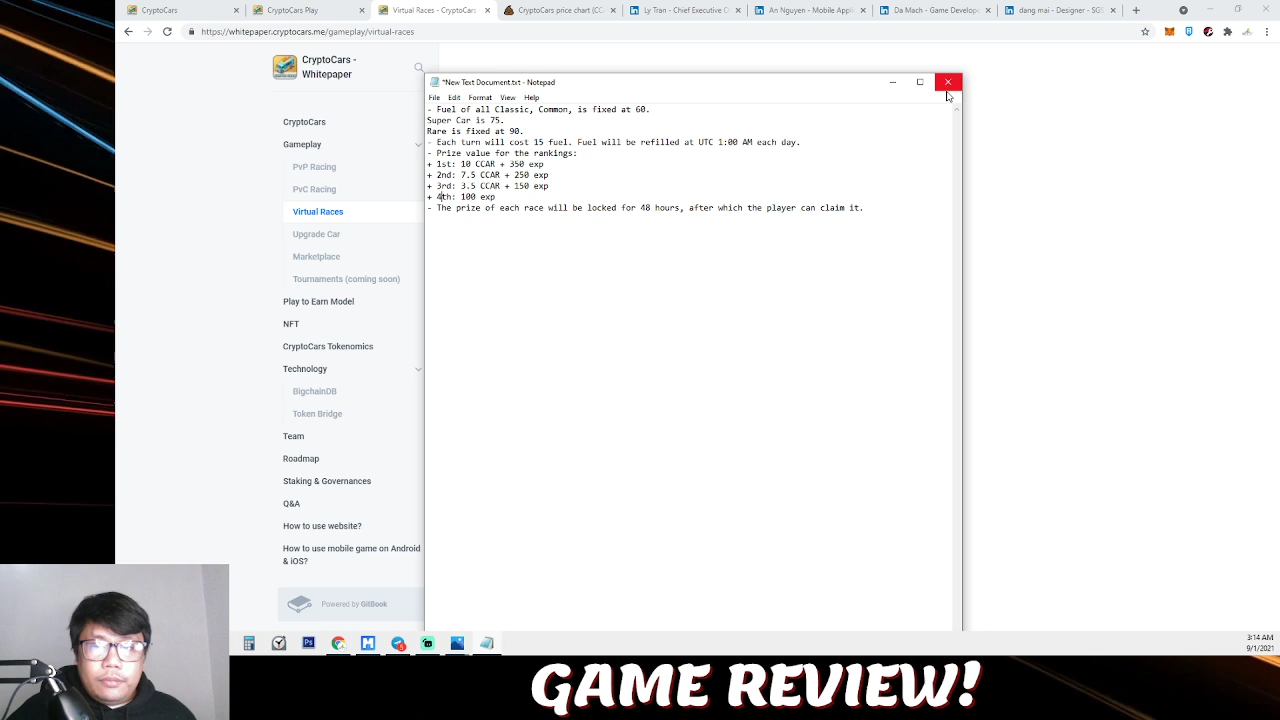 CryptoCars
CryptoCars Play
Virtual Races - CryptoCars
CryptoCars price chart (CC
Ly Tran - Chief Executive O
An Nguyen - Mobile Appli
Da Mach - Game Develope
dang mai - Designer - SGS
https://whitepaper.cryptocars.me/gameplay/virtual-races
CryptoCars -
Whitepaper
CryptoCars
Gameplay
PvP Racing
PvC Racing
Virtual Races
Upgrade Car
Marketplace
Tournaments (coming soon)
Play to Earn Model
NFT
CryptoCars Tokenomics
Technology
BigchainDB
Token Bridge
Team
Roadmap
Staking & Governances
Q&A
How to use website?
How to use mobile game on Android
& iOS?
Powered by GitBook
*New Text Document.txt - Notepad
File Edit Format View Help
- Fuel of all Classic, Common, is fixed at 60.
Super Car is 75.
Rare is fixed at 90.
- Each turn will cost 15 fuel. Fuel will be refilled at UTC 1:00 AM each day.
- Prize value for the rankings:
+ 1st: 10 CCAR + 350 exp
+ 2nd: 7.5 CCAR + 250 exp
+ 3rd: 3.5 CCAR + 150 exp
+ 4th: 100 exp
- The prize of each race will be locked for 48 hours, after which the player can claim it.
3:14 AM
9/1/2021
GAME REVIEW!